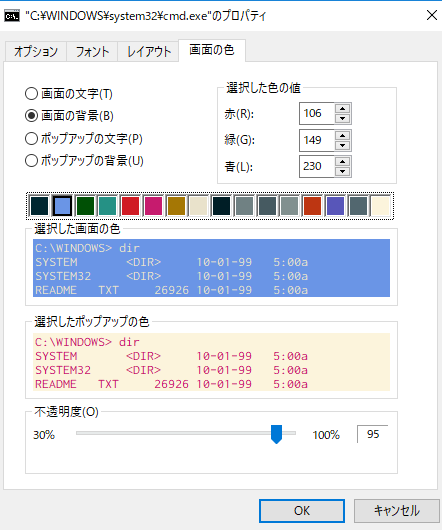 "C:¥WINDOWS¥system32¥cmd.exe"のプロパティ
オプション フォント レイアウト 画面の色
画面の文字(T)
画面の背景(B)
ポップアップの文字(P)
ポップアップの背景(U)
選択した色の値
赤(R): 106
緑(G): 149
青(L): 230
選択した画面の色
C:\WINDOWS> dir
SYSTEM <DIR> 10-01-99 5:00a
SYSTEM32 <DIR> 10-01-99 5:00a
README TXT 26926 10-01-99 5:00a
選択したポップアップの色
C:\WINDOWS> dir
SYSTEM <DIR> 10-01-99 5:00a
SYSTEM32 <DIR> 10-01-99 5:00a
README TXT 26926 10-01-99 5:00a
不透明度(O)
30% 100% 95
OK キャンセル